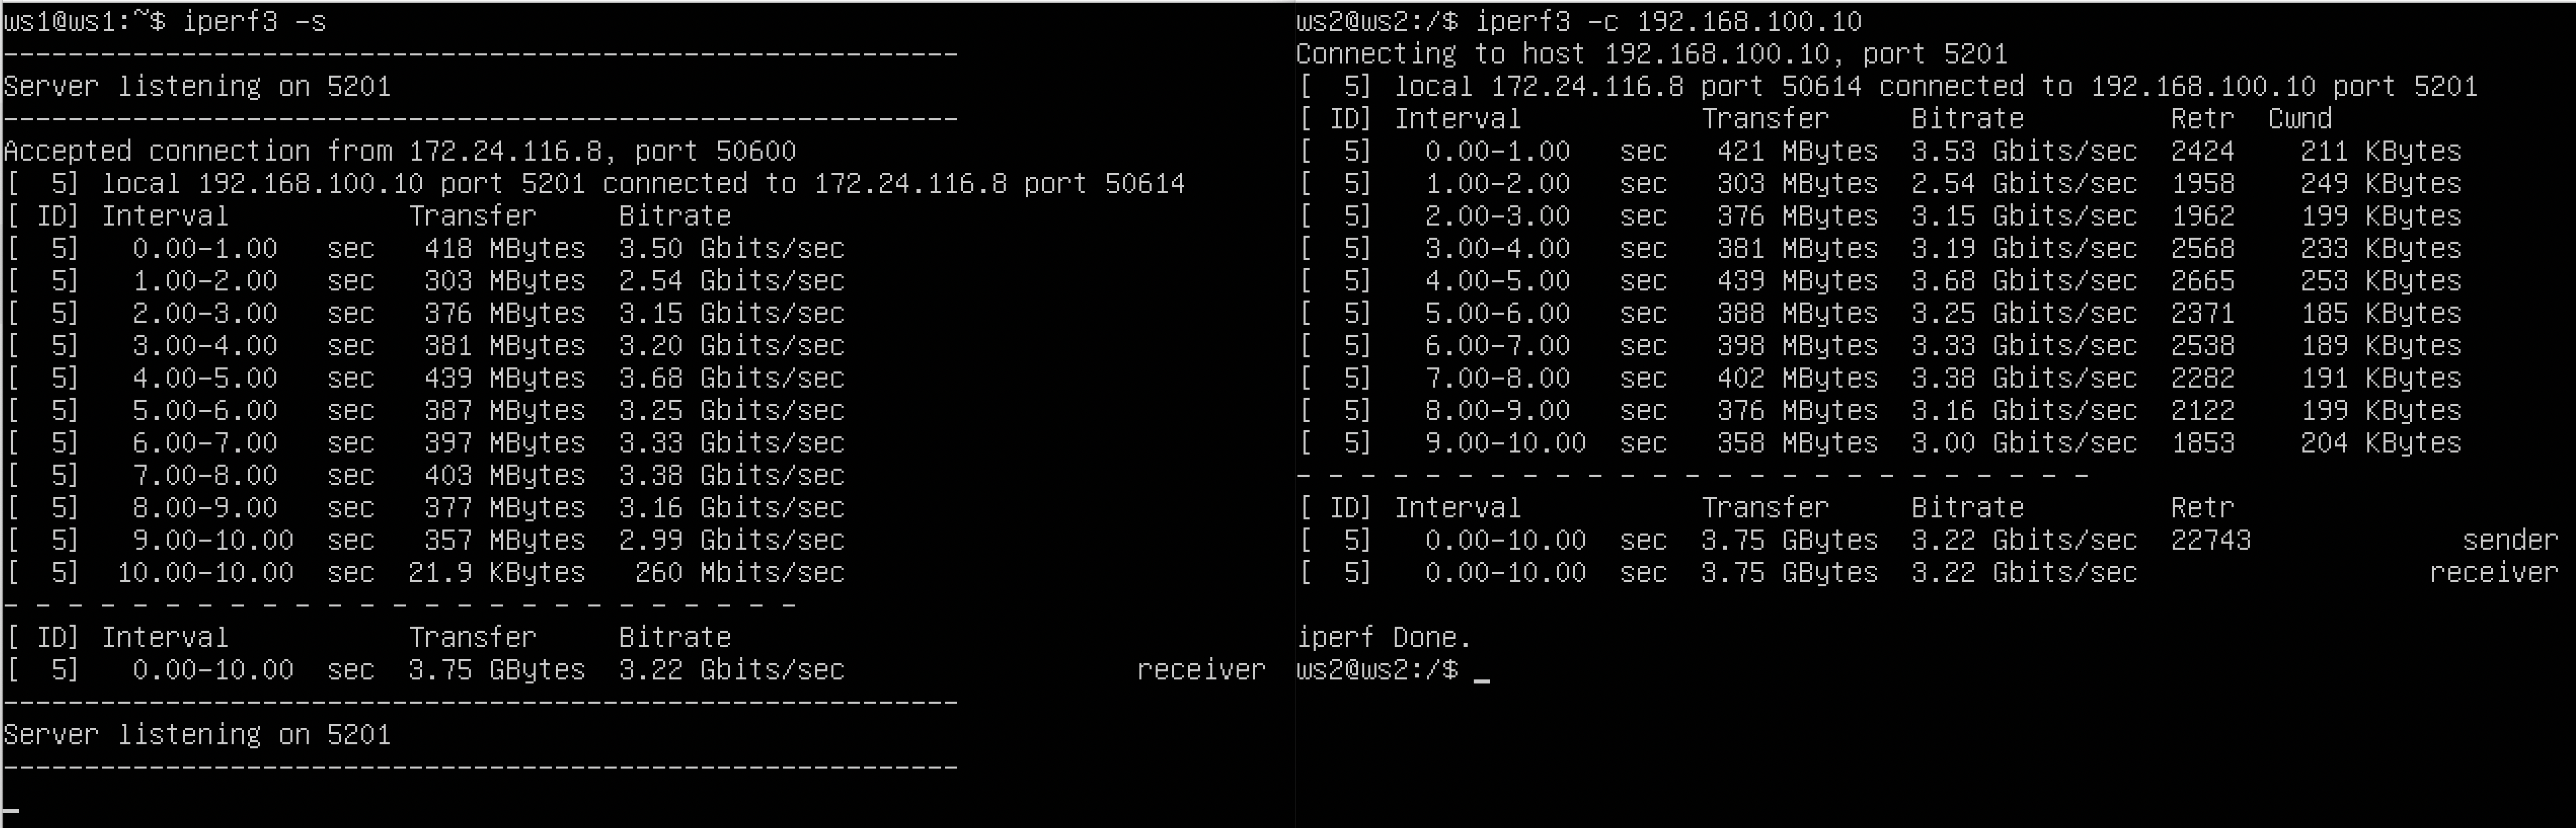 ws1@ws1:~$ iperf3 -s
-----------------------------------------------------------
Server listening on 5201
-----------------------------------------------------------
Accepted connection from 172.24.116.8, port 50600
[  5] local 192.168.100.10 port 5201 connected to 172.24.116.8 port 50614
[ ID] Interval           Transfer     Bitrate
[  5]   0.00-1.00   sec   418 MBytes  3.50 Gbits/sec
[  5]   1.00-2.00   sec   303 MBytes  2.54 Gbits/sec
[  5]   2.00-3.00   sec   376 MBytes  3.15 Gbits/sec
[  5]   3.00-4.00   sec   381 MBytes  3.20 Gbits/sec
[  5]   4.00-5.00   sec   439 MBytes  3.68 Gbits/sec
[  5]   5.00-6.00   sec   387 MBytes  3.25 Gbits/sec
[  5]   6.00-7.00   sec   397 MBytes  3.33 Gbits/sec
[  5]   7.00-8.00   sec   403 MBytes  3.38 Gbits/sec
[  5]   8.00-9.00   sec   377 MBytes  3.16 Gbits/sec
[  5]   9.00-10.00  sec   357 MBytes  2.99 Gbits/sec
[  5]  10.00-10.00  sec  21.9 KBytes   260 Mbits/sec
- - - - - - - - - - - - - - - - - - - - - - - - -
[ ID] Interval           Transfer     Bitrate
[  5]   0.00-10.00  sec  3.75 GBytes  3.22 Gbits/sec                  receiver
-----------------------------------------------------------
Server listening on 5201
-----------------------------------------------------------
ws2@ws2:/$ iperf3 -c 192.168.100.10
Connecting to host 192.168.100.10, port 5201
[  5] local 172.24.116.8 port 50614 connected to 192.168.100.10 port 5201
[ ID] Interval           Transfer     Bitrate         Retr  Cwnd
[  5]   0.00-1.00   sec   421 MBytes  3.53 Gbits/sec  2424    211 KBytes
[  5]   1.00-2.00   sec   303 MBytes  2.54 Gbits/sec  1958    249 KBytes
[  5]   2.00-3.00   sec   376 MBytes  3.15 Gbits/sec  1962    199 KBytes
[  5]   3.00-4.00   sec   381 MBytes  3.19 Gbits/sec  2568    233 KBytes
[  5]   4.00-5.00   sec   439 MBytes  3.68 Gbits/sec  2665    253 KBytes
[  5]   5.00-6.00   sec   388 MBytes  3.25 Gbits/sec  2371    185 KBytes
[  5]   6.00-7.00   sec   398 MBytes  3.33 Gbits/sec  2538    189 KBytes
[  5]   7.00-8.00   sec   402 MBytes  3.38 Gbits/sec  2282    191 KBytes
[  5]   8.00-9.00   sec   376 MBytes  3.16 Gbits/sec  2122    199 KBytes
[  5]   9.00-10.00  sec   358 MBytes  3.00 Gbits/sec  1853    204 KBytes
- - - - - - - - - - - - - - - - - - - - - - - - -
[ ID] Interval           Transfer     Bitrate         Retr
[  5]   0.00-10.00  sec  3.75 GBytes  3.22 Gbits/sec  22743             sender
[  5]   0.00-10.00  sec  3.75 GBytes  3.22 Gbits/sec                  receiver
iperf Done.
ws2@ws2:/$ _